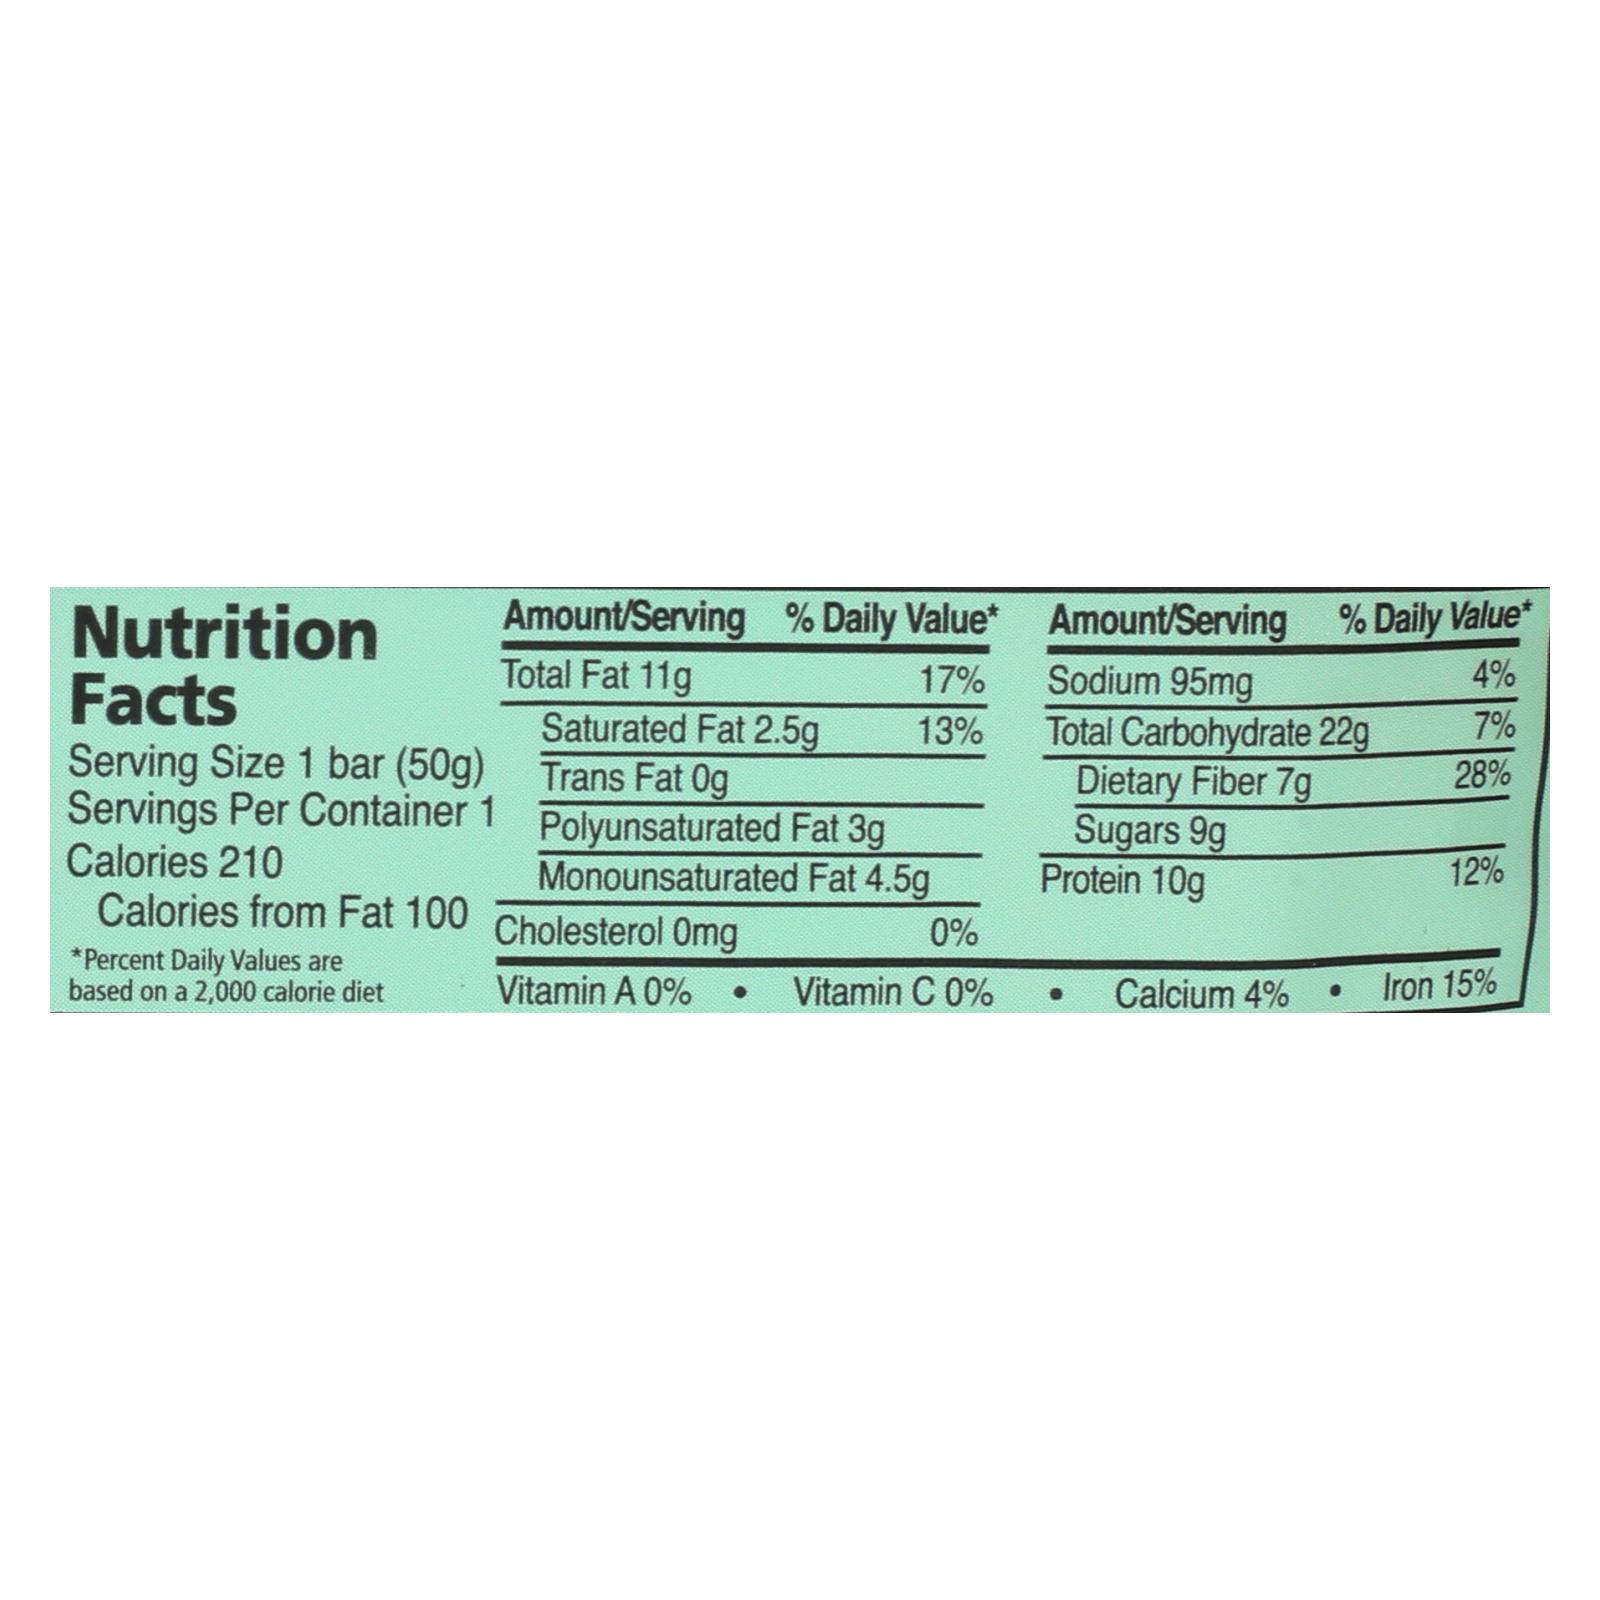 Nutrition
Facts
Serving Size 1 bar (50g)
Servings Per Container 1
Calories 210
Calories from Fat 100
*Percent Daily Values are
based on a 2,000 calorie diet
Amount/Serving % Daily Value*
Total Fat 11g 17%
Saturated Fat 2.5g 13%
Trans Fat 0g
Polyunsaturated Fat 3g
Monounsaturated Fat 4.5g
Cholesterol 0mg 0%
Amount/Serving % Daily Value*
Sodium 95mg 4%
Total Carbohydrate 22g 7%
Dietary Fiber 7g 28%
Sugars 9g
Protein 10g 12%
Vitamin A 0% • Vitamin C 0% • Calcium 4% • Iron 15%